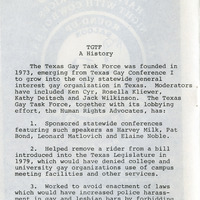 TGTF
A History
The Texas Gay Task Force was founded in
1973, emerging from Texas Gay Conference I
to grow into the only statewide general
interest gay organization in Texas. Moderators
have included Ken Cyr, Rosella Kliewer,
Kathy Deitsch and Jack Wilkinson. The Texas
Gay Task Force, together with its lobbying
effort, the Human Rights Advocates, has:
1. Sponsored statewide conferences
featuring such speakers as Harvey Milk, Pat
Bond, Leonard Matlovich and Elaine Noble.
2. Helped remove a rider from a bill
introduced into the Texas Legislature in
1979, which would have denied college and
university gay organizations use of campus
meeting facilities and other services.
3. Worked to avoid enactment of laws
which would have increased police harass-
ment in gay and lesbian bars by forbidding